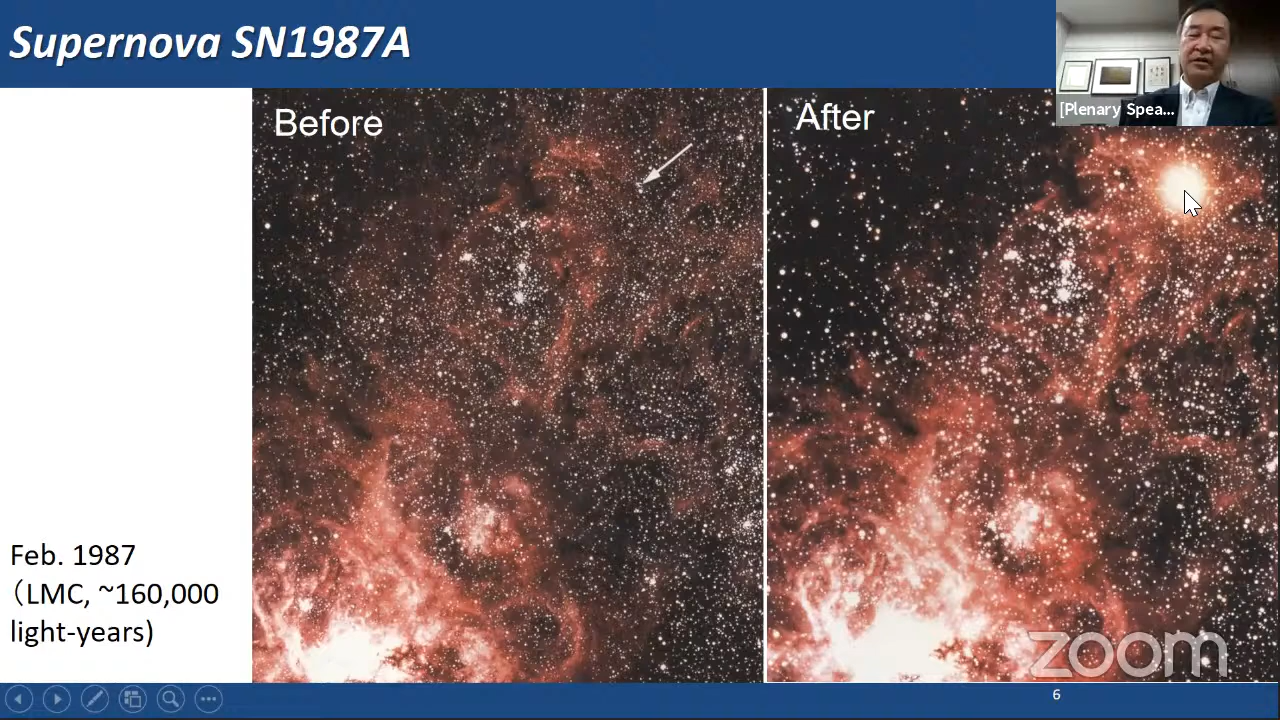 Supernova SN1987A
[Plenary Spea...
Before
After
Feb. 1987
（LMC, ~160,000
light-years)
zoom
6